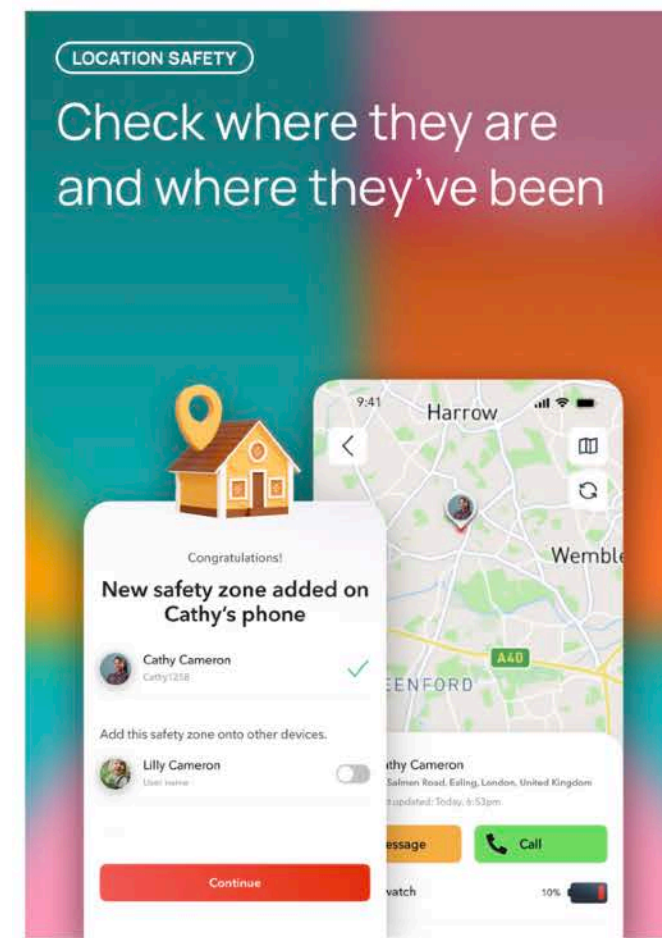 LOCATION SAFETY
Check where they are
and where they've been
9:41
Harrow
Wemble
A40
EENFORD
Congratulations!
New safety zone added on
Cathy's phone
Cathy Cameron
Cathy1258
Add this safety zone onto other devices.
Lilly Cameron
User name
Continue
thy Cameron
Salmen Road, Ealing, London, United Kingdom
t updated: Today, 6:53pm
essage
Call
watch
10%